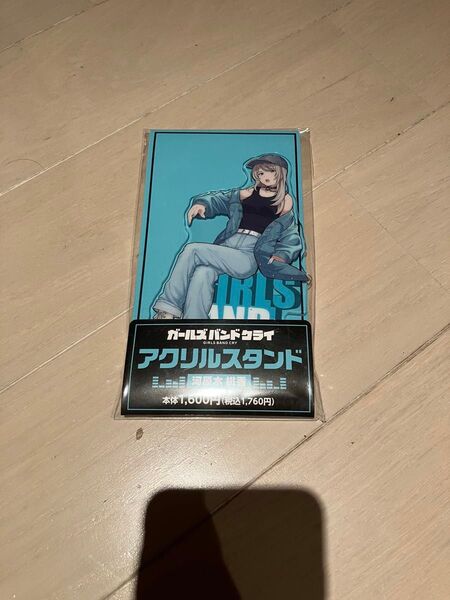 GIRLS
BAND
ガールズバンドクライ
GIRLS BAND CRY
アクリルスタンド
河原木 桃香
本体1,600円(税込1,760円)